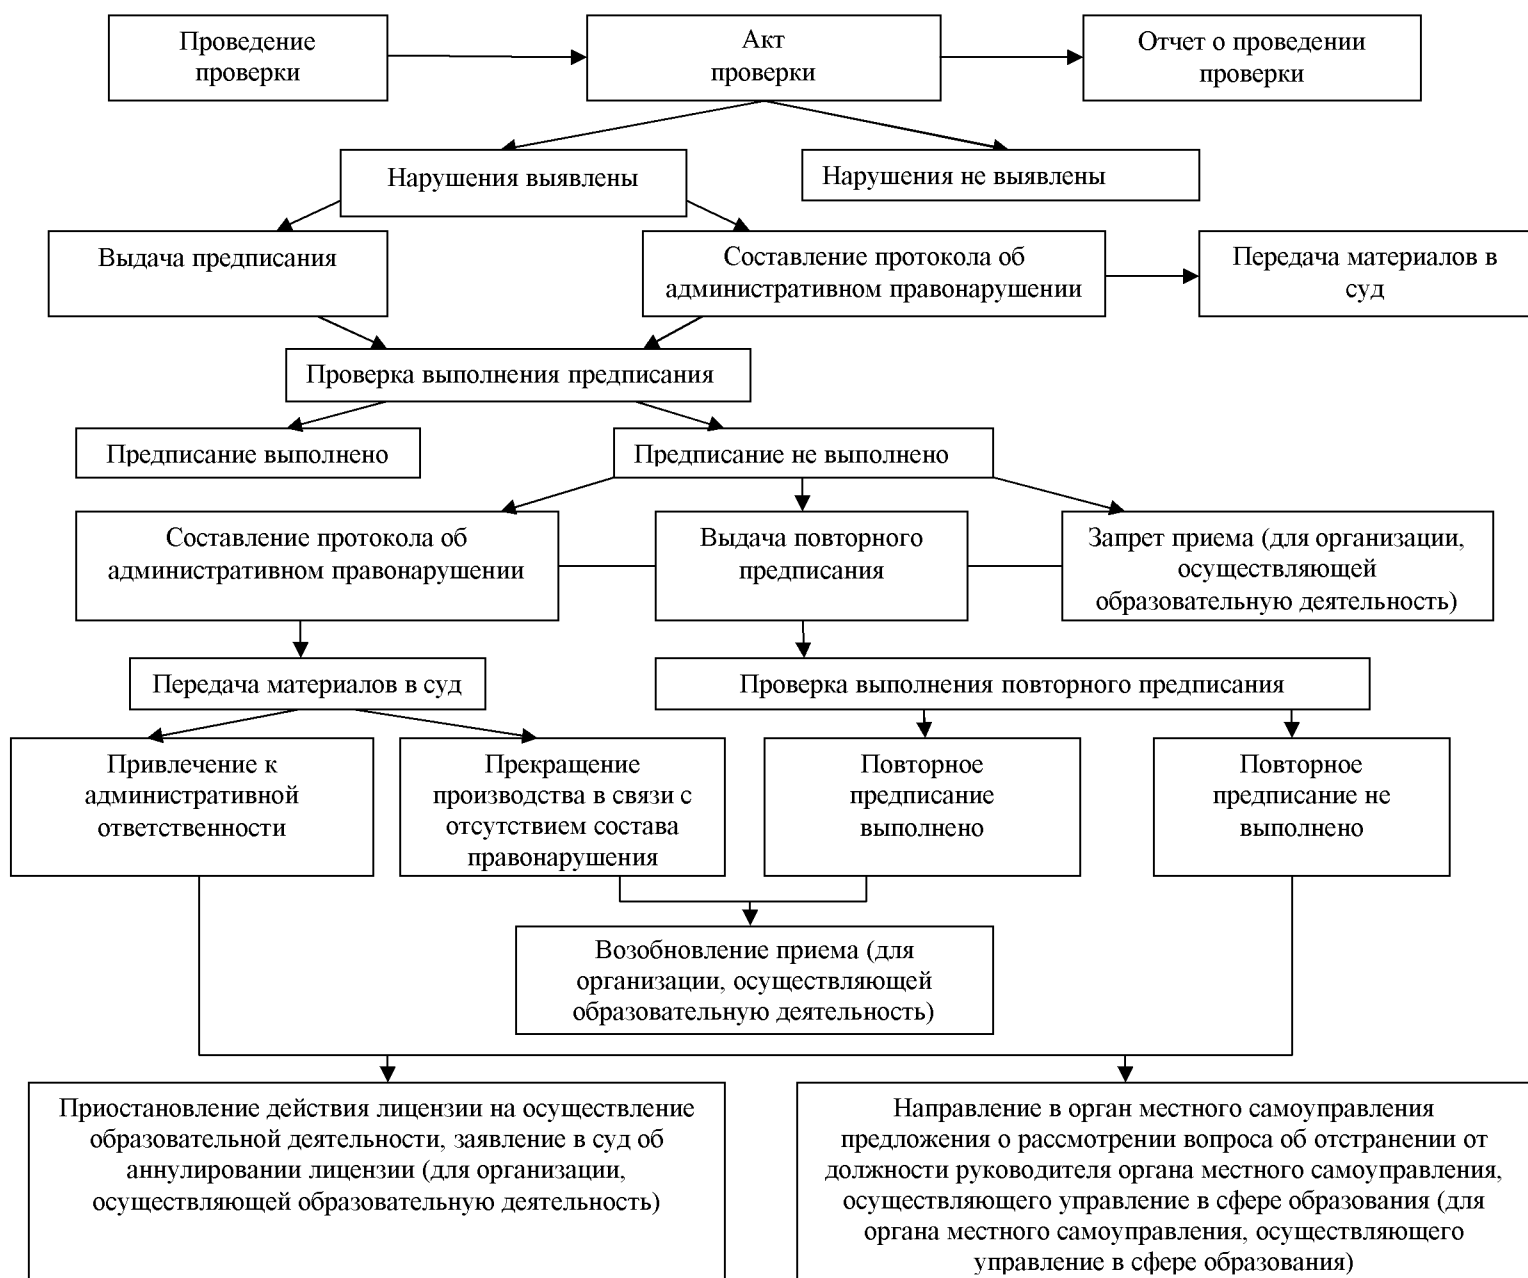 Проведение
проверки
Акт
проверки
Отчет о проведении
проверки
Нарушения выявлены
Нарушения не выявлены
Выдача предписания
Составление протокола об
административном правонарушении
Передача материалов в
суд
Проверка выполнения предписания
Предписание выполнено
Предписание не выполнено
Составление протокола об
административном правонарушении
Выдача повторного
предписания
Запрет приема (для организации,
осуществляющей
образовательную деятельность)
Передача материалов в суд
Проверка выполнения повторного предписания
Привлечение к
административной
ответственности
Прекращение
производства в связи с
отсутствием состава
правонарушения
Повторное
предписание
выполнено
Повторное
предписание не
выполнено
Возобновление приема (для
организации, осуществляющей
образовательную деятельность)
Приостановление действия лицензии на осуществление
образовательной деятельности, заявление в суд об
аннулировании лицензии (для организации,
осуществляющей образовательную деятельность)
Направление в орган местного самоуправления
предложения о рассмотрении вопроса об отстранении от
должности руководителя органа местного самоуправления,
осуществляющего управление в сфере образования (для
органа местного самоуправления, осуществляющего
управление в сфере образования)